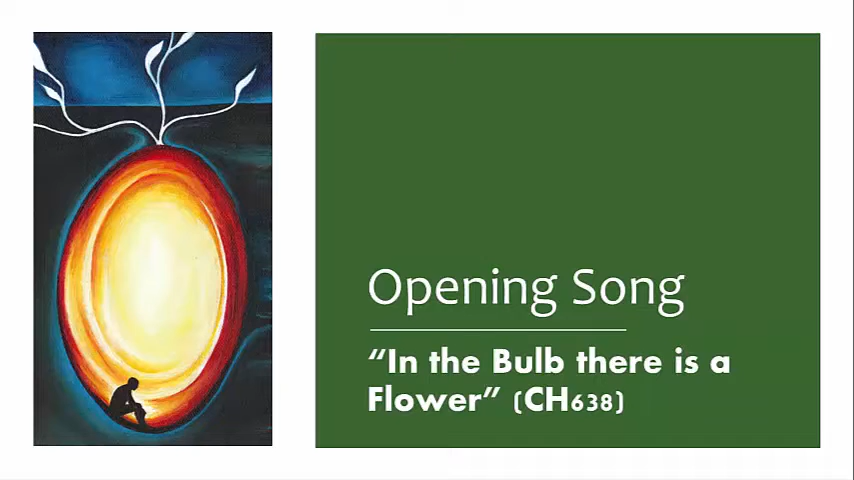 Opening Song
“In the Bulb there is a
Flower” (CH638)